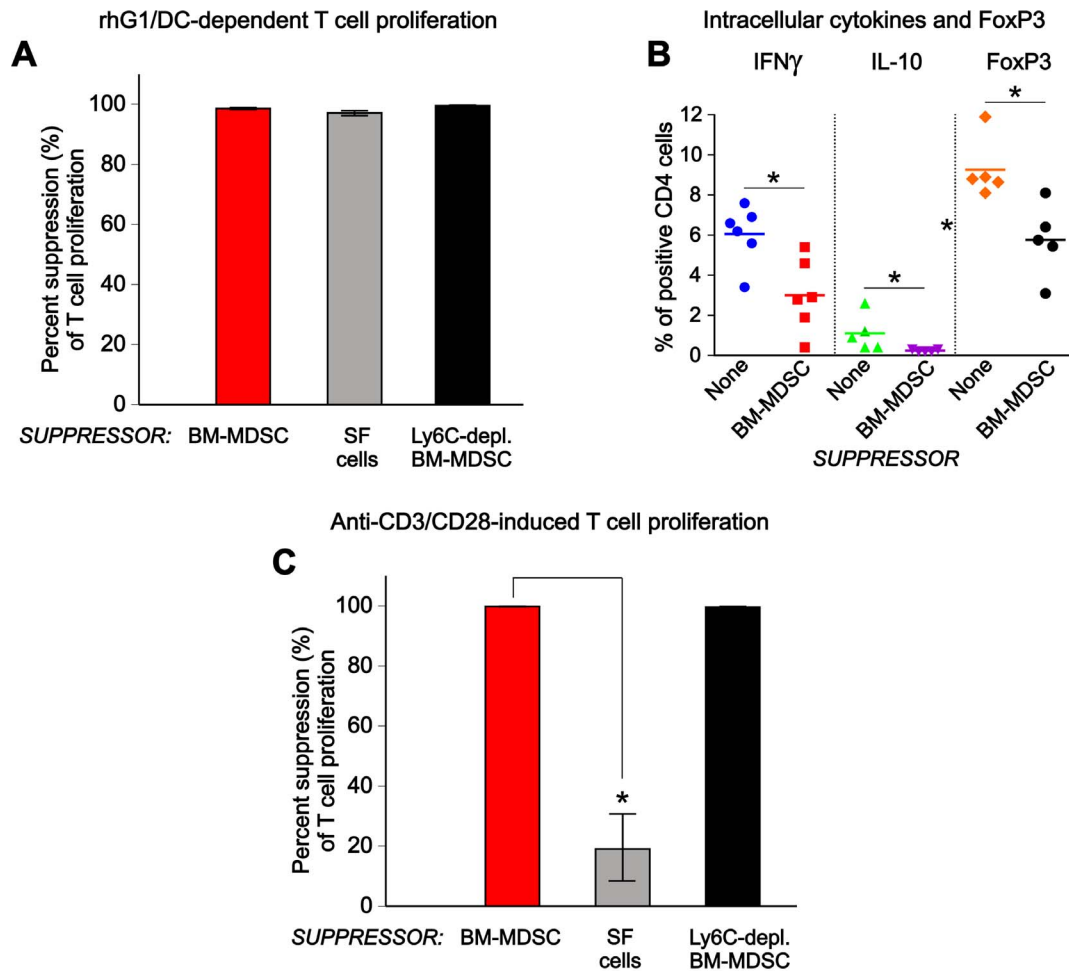 rhG1/DC-dependent T cell proliferation
A
Percent suppression (%)
of T cell proliferation
100
80
60
40
20
0
SUPPRESSOR:
BM-MDSC
SF
cells
Ly6C-depl.
BM-MDSC
Intracellular cytokines and FoxP3
B
IFNγ
IL-10
FoxP3
% of positive CD4 cells
12
10
8
6
4
2
0
*
*
*
*
None
BM-MDSC
None
BM-MDSC
None
BM-MDSC
SUPPRESSOR
Anti-CD3/CD28-induced T cell proliferation
C
Percent suppression (%)
of T cell proliferation
100
80
60
40
20
0
*
SUPPRESSOR:
BM-MDSC
SF
cells
Ly6C-depl.
BM-MDSC